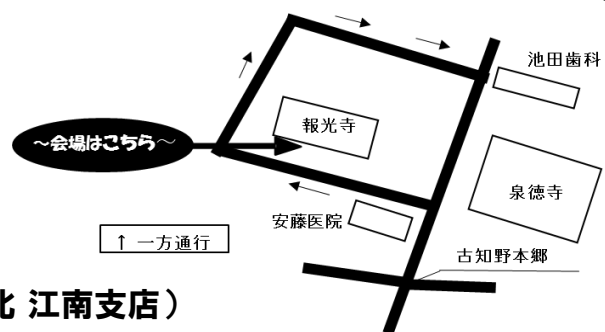 池田歯科
報光寺
～会場はこちら～
泉徳寺
安藤医院
↑ 一方通行
古知野本郷
北 江南支店）